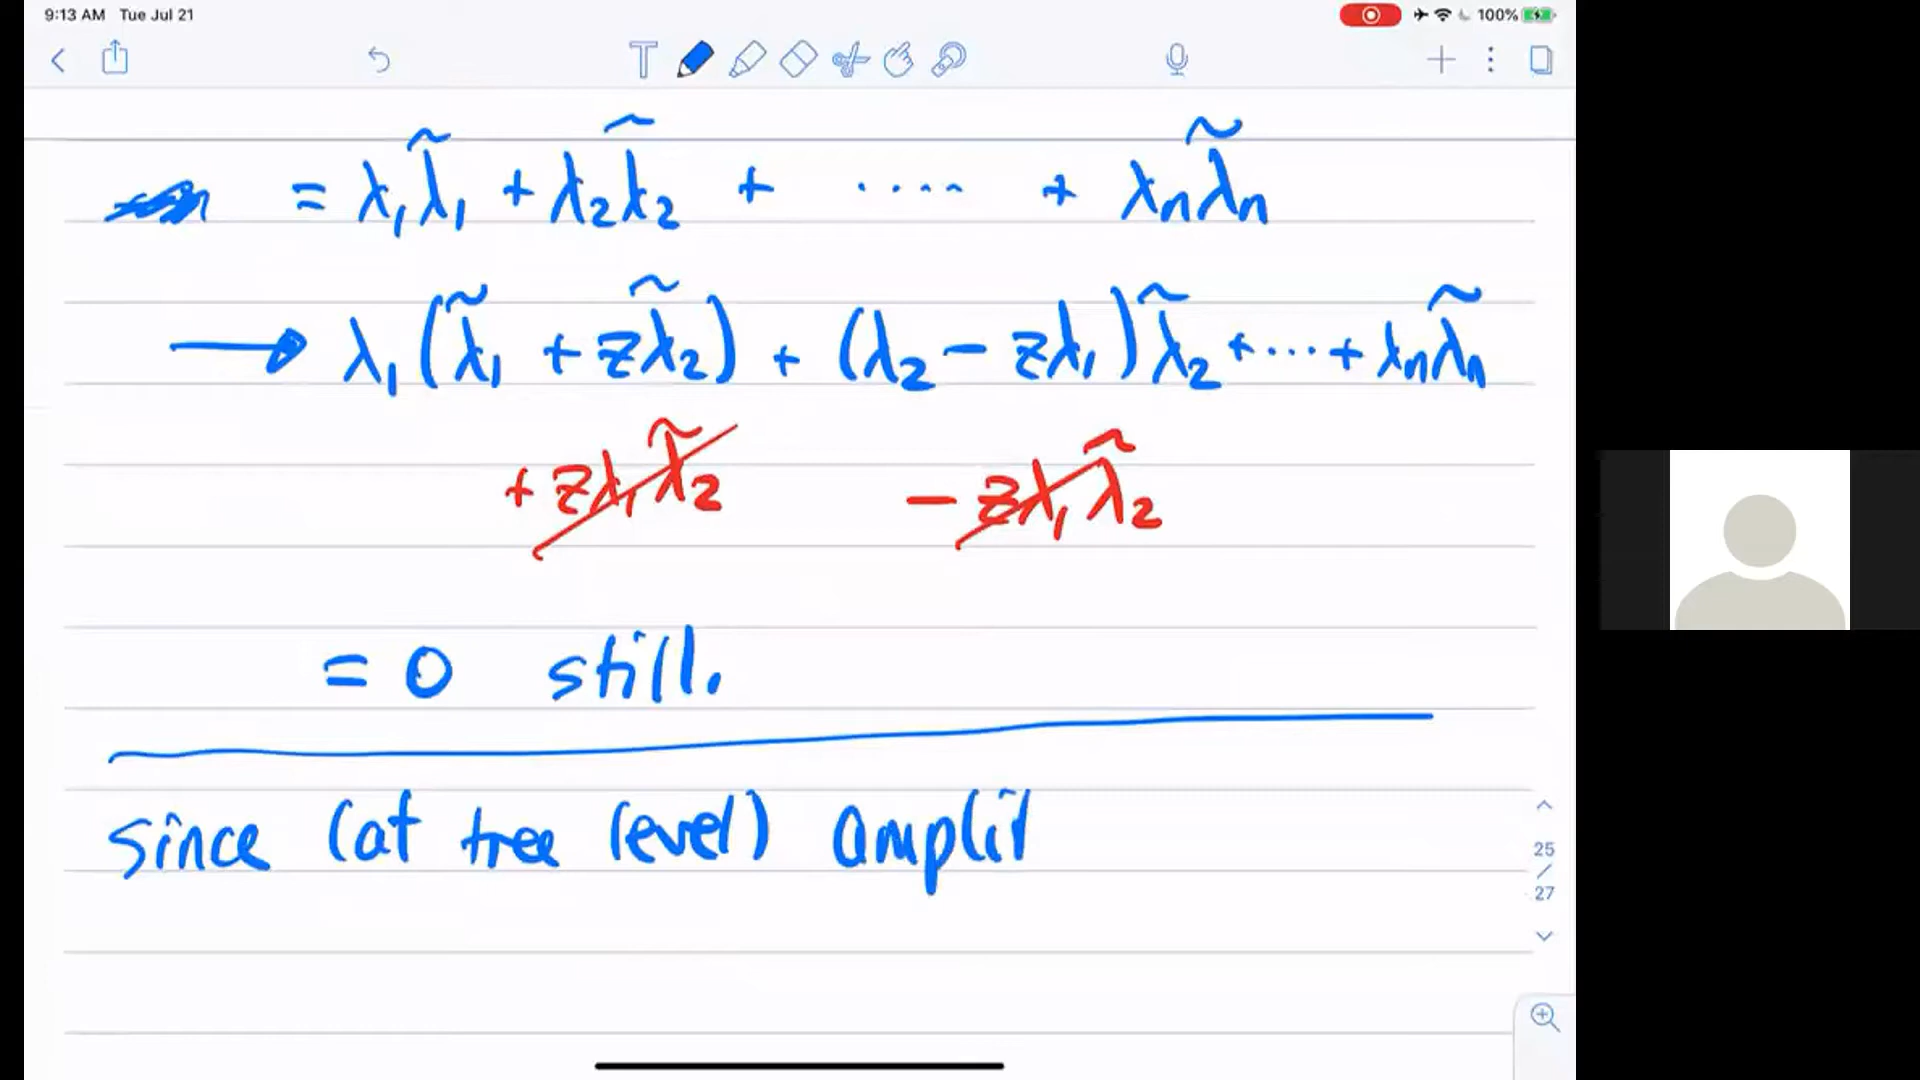 9:13 AM Tue Jul 21
100%
T
= λ₁λ̃₁ + λ₂λ̃₂ + ···· + λₙλ̃ₙ
→ λ₁(λ̃₁ + zλ̃₂) + (λ₂ - zλ₁)λ̃₂ + ··· + λₙλ̃ₙ
+ zλ₁λ̃₂ - zλ₁λ̃₂
= 0 still.
since (at tree level) amplit
25
/
27